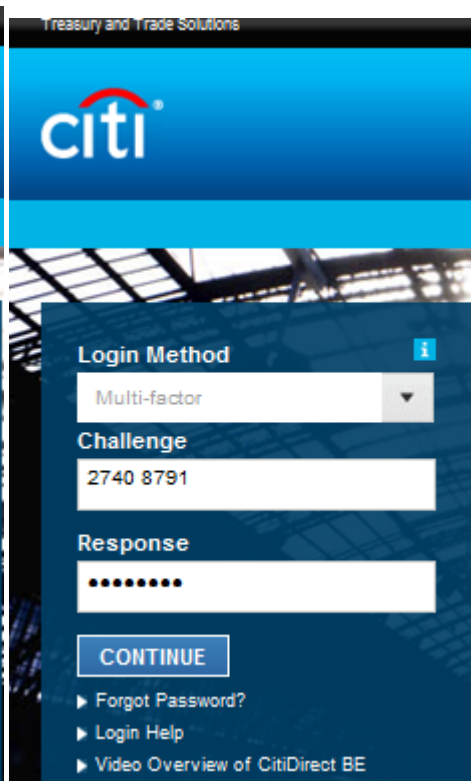 Treasury and Trade Solutions
citi®
Login Method
i
Multi-factor
Challenge
2740 8791
Response
••••••••
CONTINUE
Forgot Password?
Login Help
Video Overview of CitiDirect BE